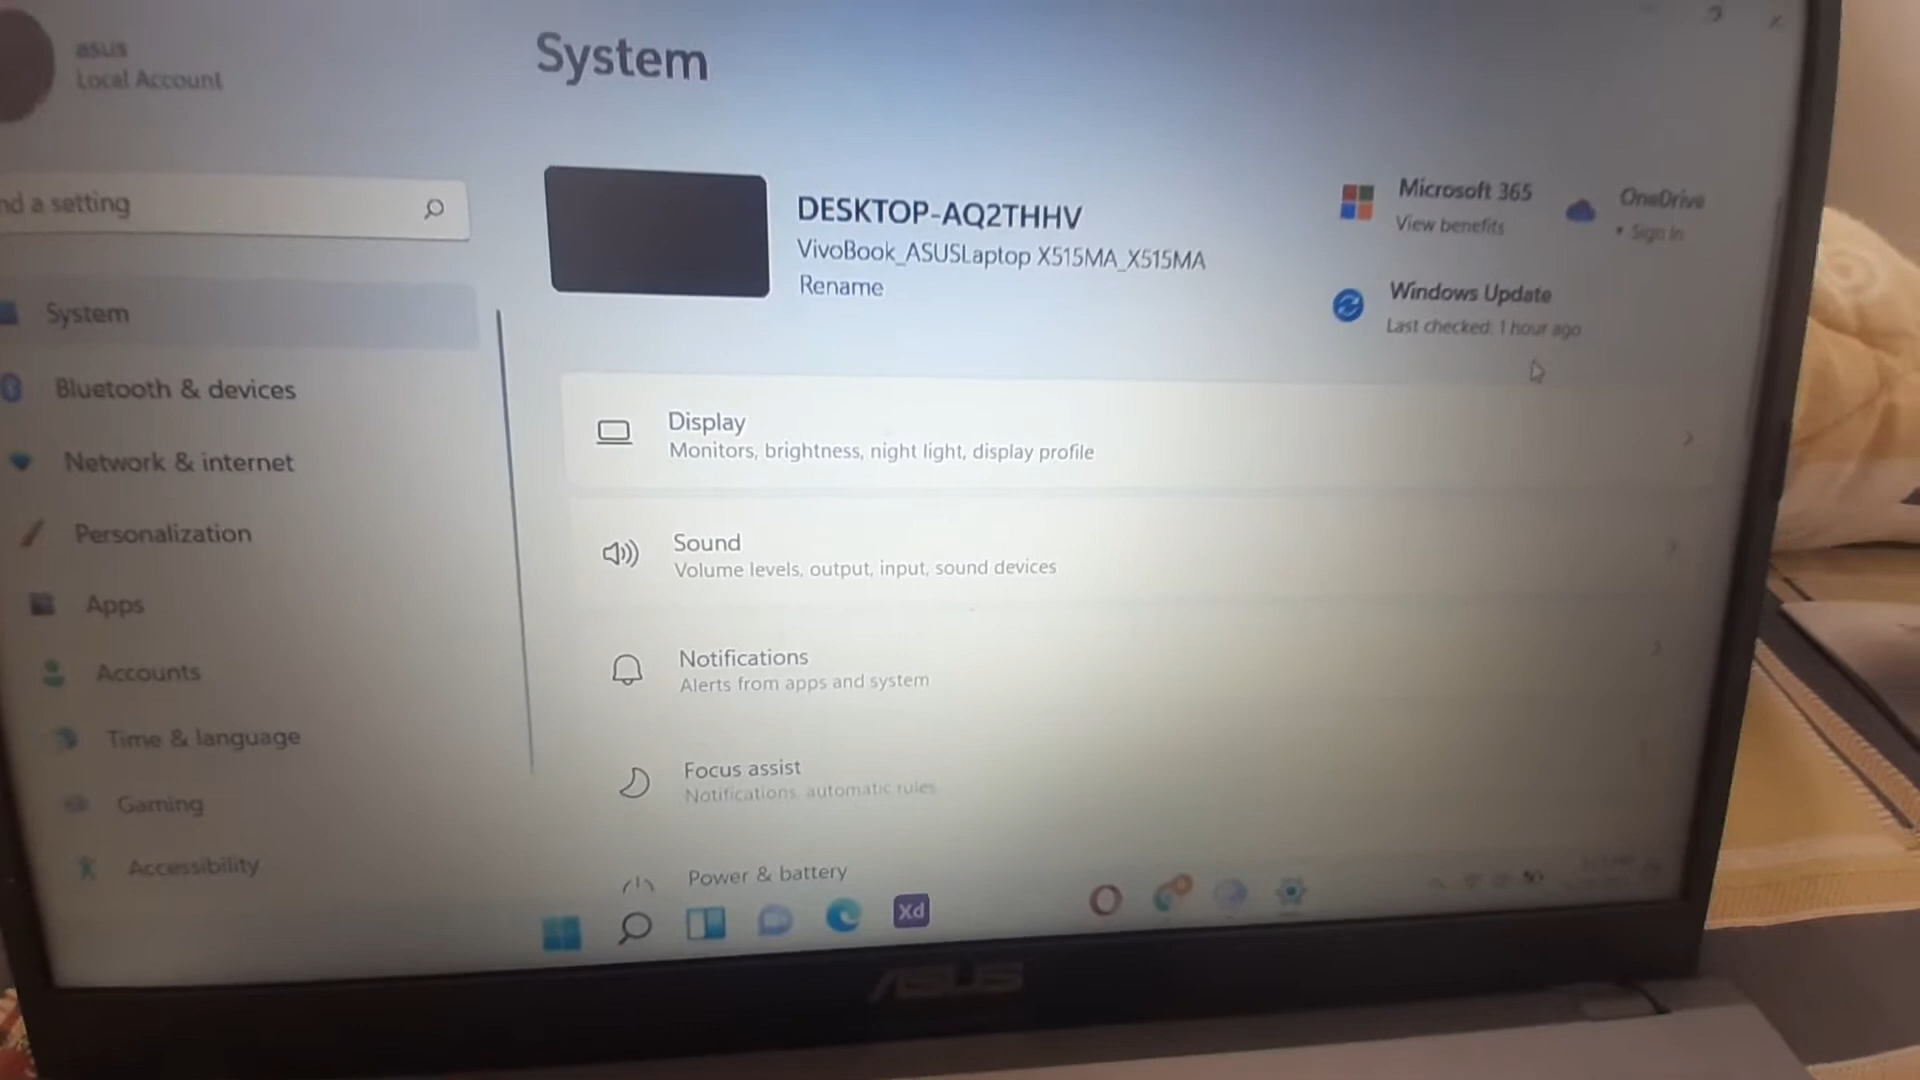 asus
Local Account
nd a setting
System
Bluetooth & devices
Network & internet
Personalization
Apps
Accounts
Time & language
Gaming
Accessibility
System
DESKTOP-AQ2THHV
VivoBook_ASUSLaptop X515MA_X515MA
Rename
Microsoft 365
View benefits
OneDrive
• Sign In
Windows Update
Last checked: 1 hour ago
Display
Monitors, brightness, night light, display profile
Sound
Volume levels, output, input, sound devices
Notifications
Alerts from apps and system
Focus assist
Notifications, automatic rules
Power & battery
Xd
ASUS